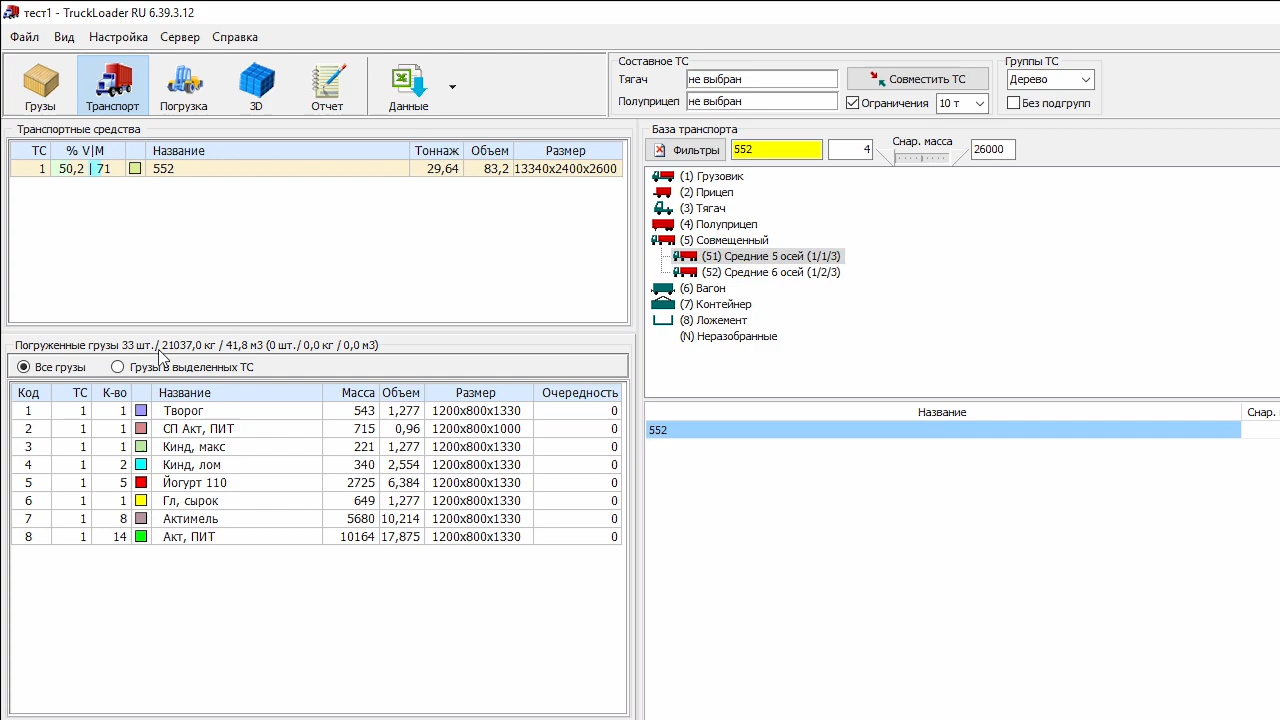 тест1 - TruckLoader RU 6.39.3.12
Файл Вид Настройка Сервер Справка
Грузы Транспорт Погрузка 3D Отчет Данные
Составное ТС
Тягач не выбран
Полуприцеп не выбран
Совместить ТС
Ограничения 10 т
Группы ТС
Дерево
Без подгрупп
Транспортные средства
ТС % V|M Название Тоннаж Объем Размер
1 50,2 71 552 29,64 83,2 13340x2400x2600
Погруженные грузы 33 шт./ 21037,0 кг / 41,8 м3 (0 шт./ 0,0 кг / 0,0 м3)
Все грузы Грузы в выделенных ТС
Код ТС К-во Название Масса Объем Размер Очередность
1 1 1 Творог 543 1,277 1200x800x1330 0
2 1 1 СП Акт, ПИТ 715 0,96 1200x800x1000 0
3 1 1 Кинд, макс 221 1,277 1200x800x1330 0
4 1 2 Кинд, лом 340 2,554 1200x800x1330 0
5 1 5 Йогурт 110 2725 6,384 1200x800x1330 0
6 1 1 Гл, сырок 649 1,277 1200x800x1330 0
7 1 8 Актимель 5680 10,214 1200x800x1330 0
8 1 14 Акт, ПИТ 10164 17,875 1200x800x1330 0
База транспорта
Фильтры 552 4 Снар. масса 26000
(1) Грузовик
(2) Прицеп
(3) Тягач
(4) Полуприцеп
(5) Совмещенный
(51) Средние 5 осей (1/1/3)
(52) Средние 6 осей (1/2/3)
(6) Вагон
(7) Контейнер
(8) Ложемент
(N) Неразобранные
Название Снар.
552